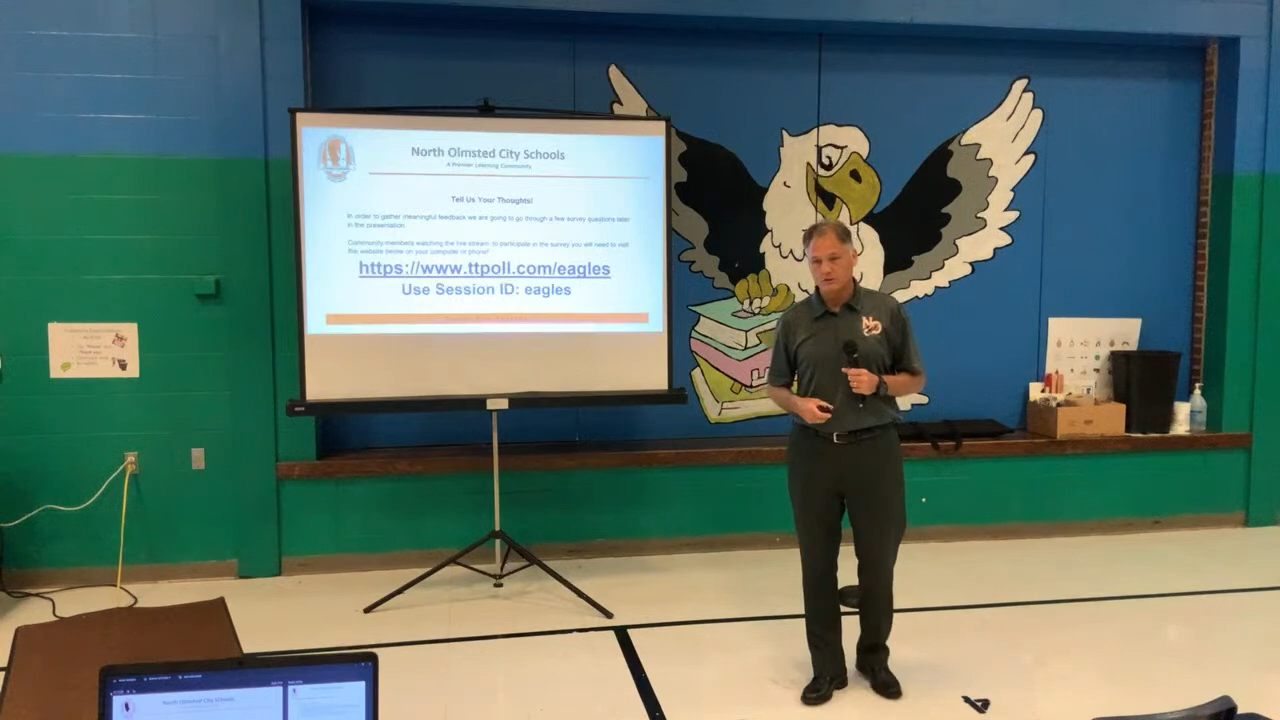 North Olmsted City Schools
A Premier Learning Community
Tell Us Your Thoughts!
In order to gather meaningful feedback we are going to go through a few survey questions later
in the presentation.
Community members watching the live stream, to participate in the survey you will need to visit
the website below on your computer or phone!
https://www.ttpoll.com/eagles
Use Session ID: eagles
NO
North Olmsted City Schools